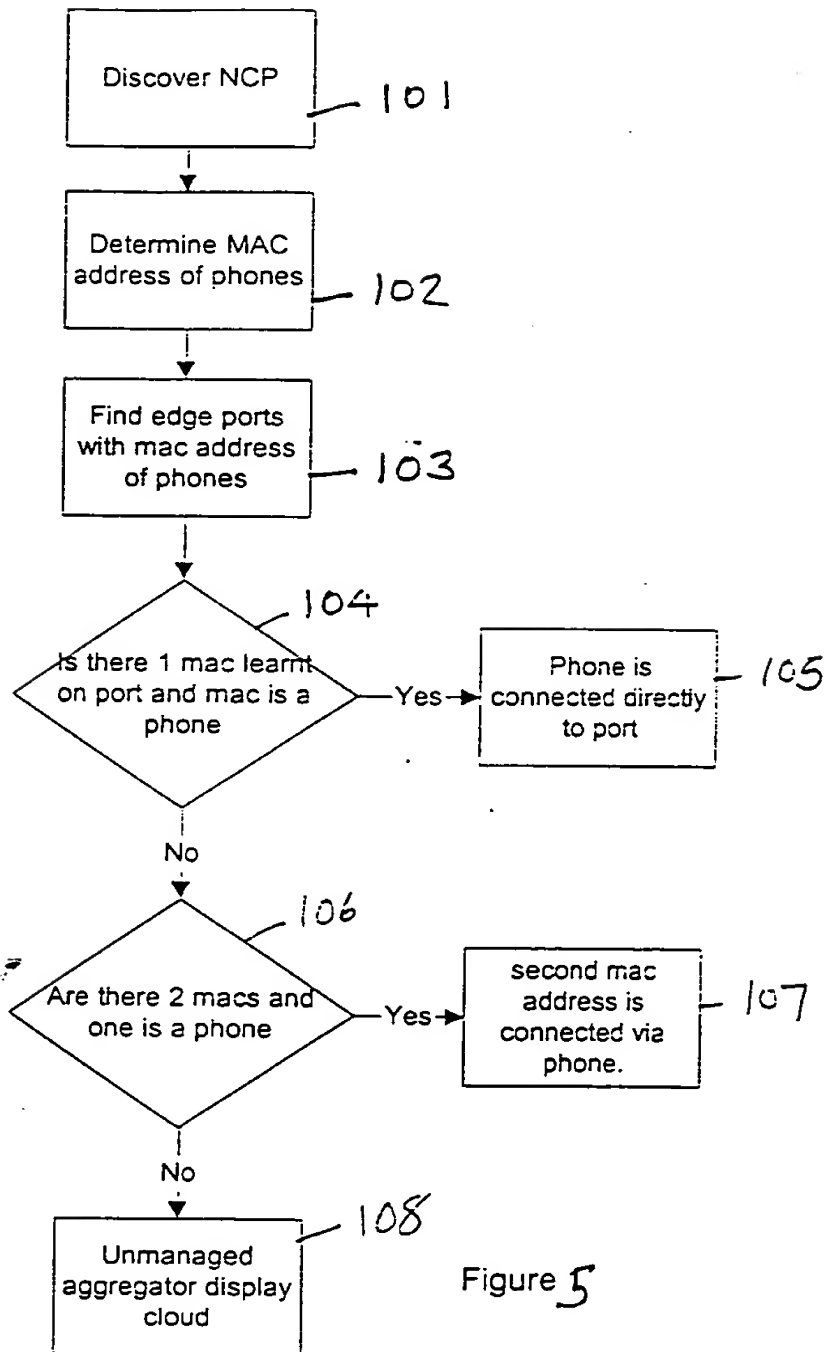 Discover NCP
101
Determine MAC
address of phones
102
Find edge ports
with mac address
of phones
103
104
Is there 1 mac learnt
on port and mac is a
phone
Yes
Phone is
connected directly
to port
105
No
106
Are there 2 macs and
one is a phone
Yes
second mac
address is
connected via
phone.
107
No
108
Unmanaged
aggregator display
cloud
Figure 5